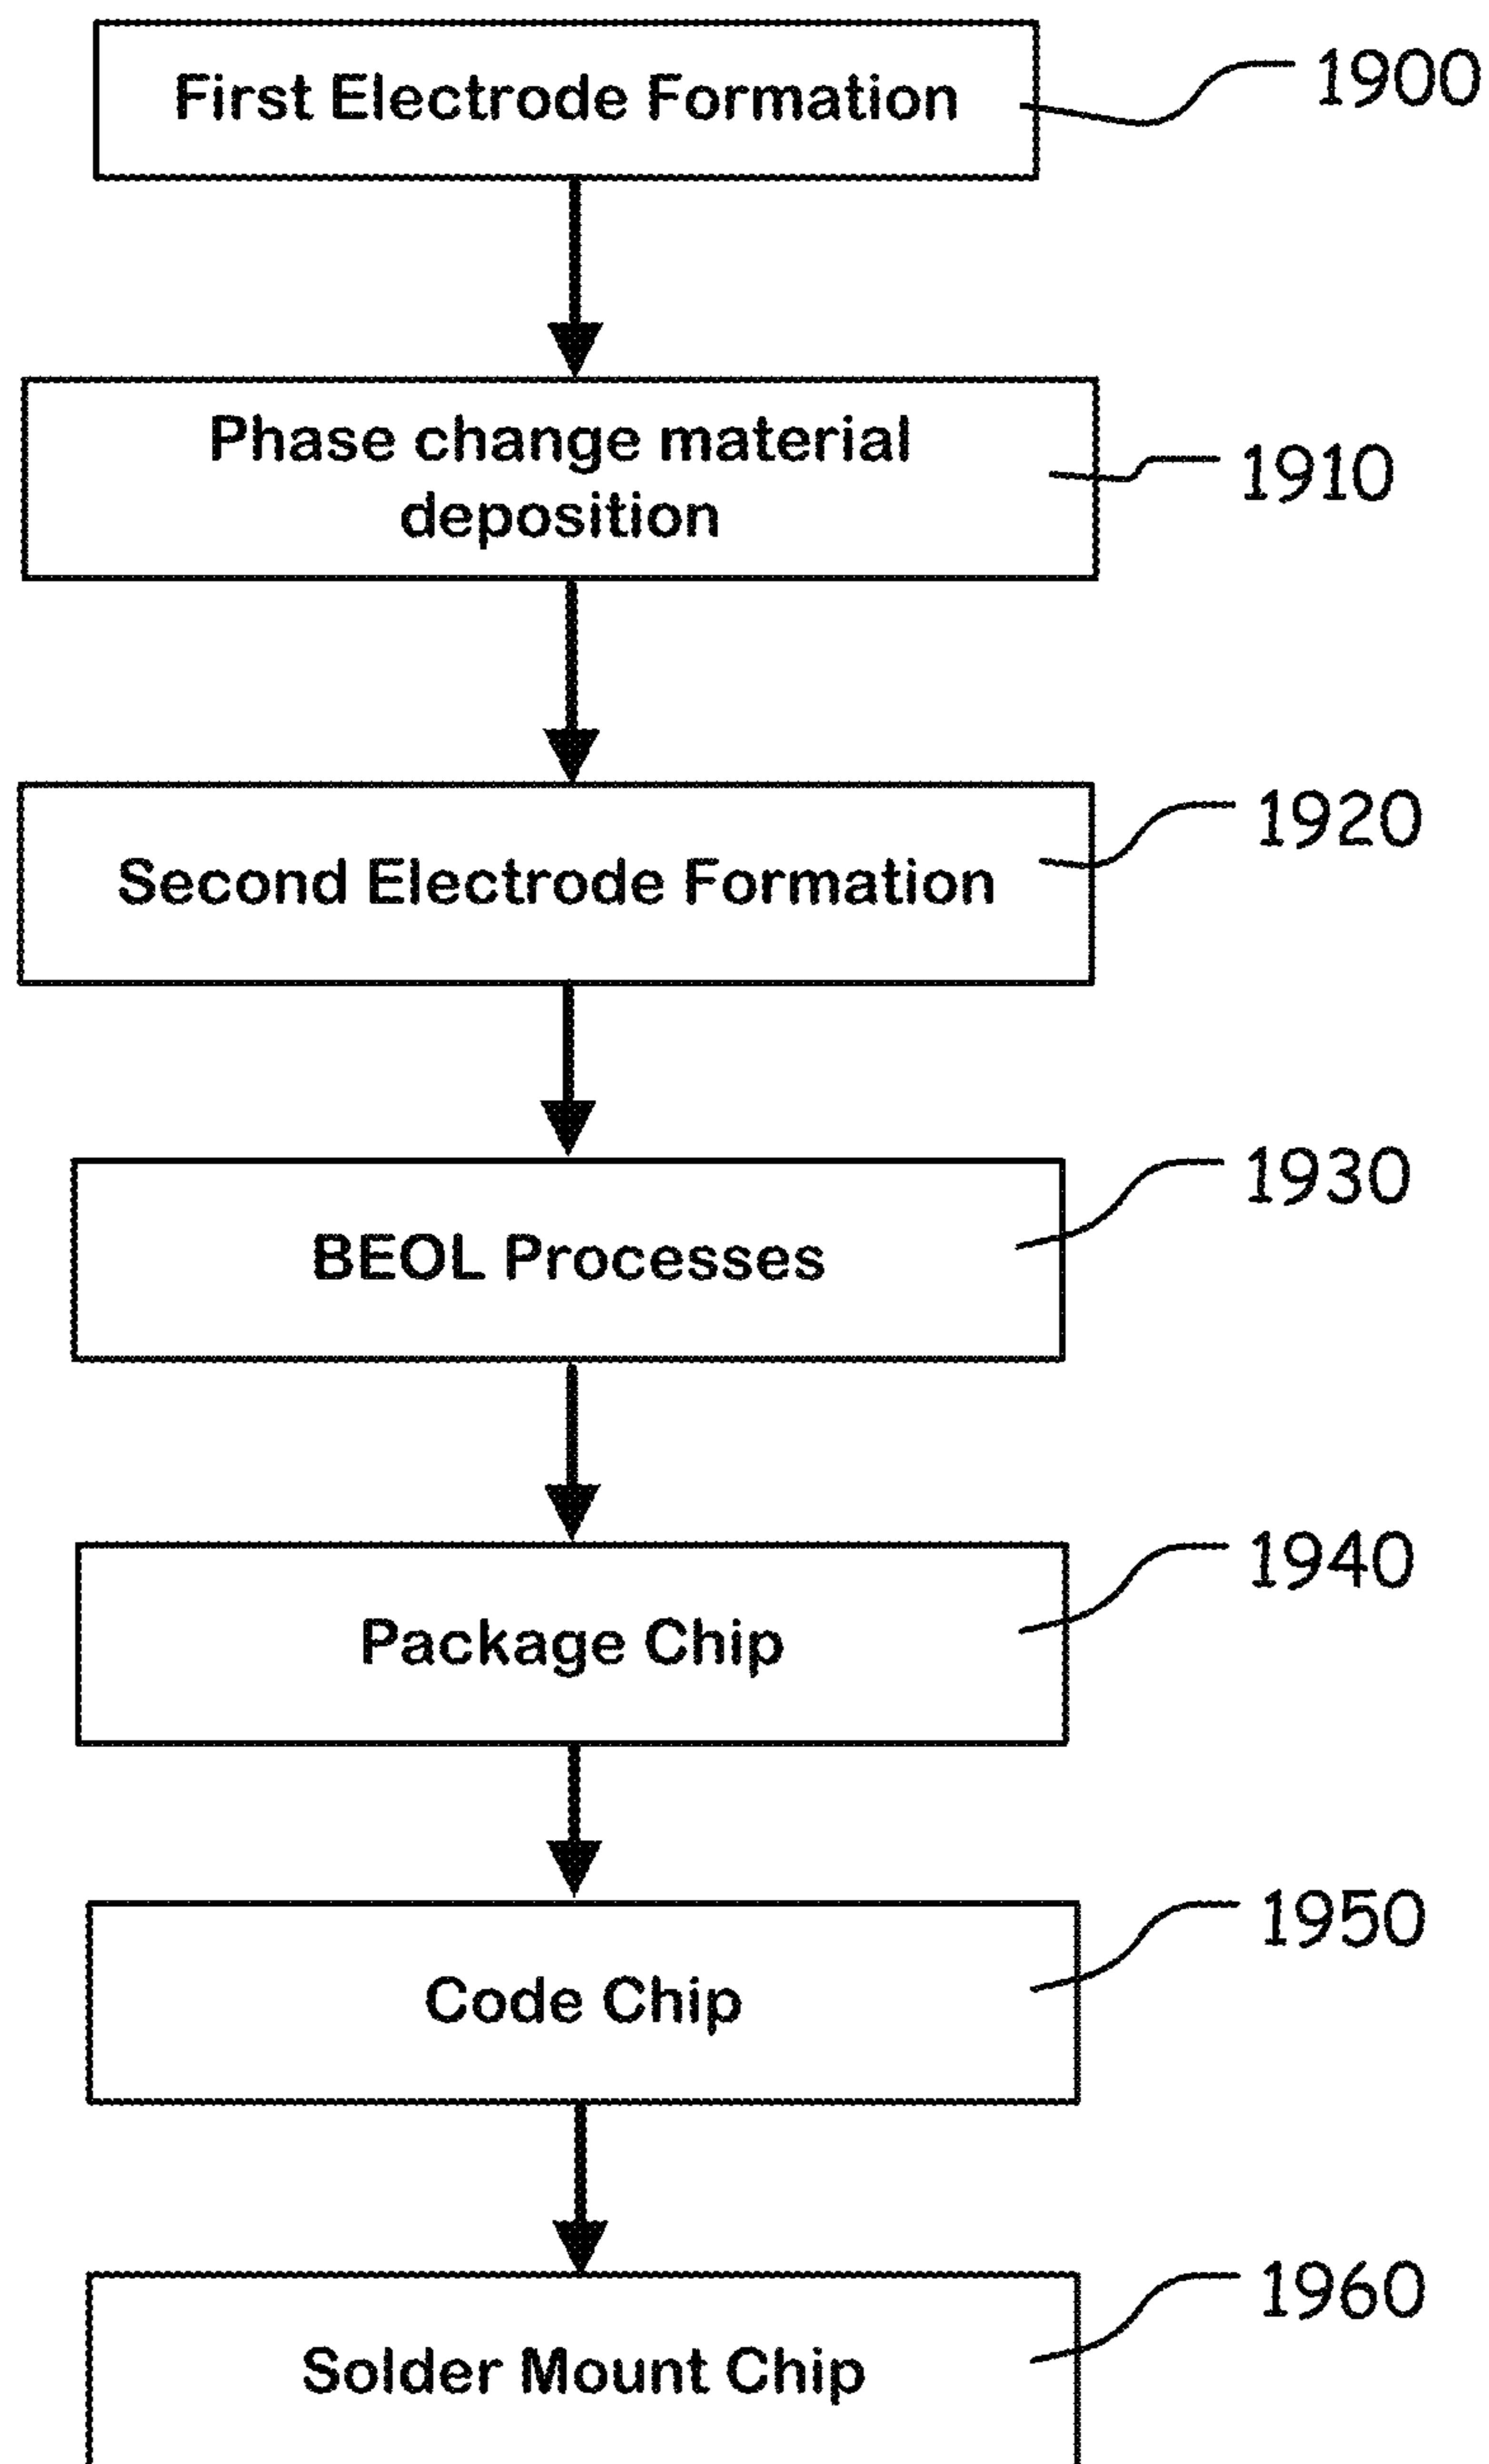 First Electrode Formation
1900
Phase change material
deposition
1910
1920
Second Electrode Formation
1930
BEOL Processes
1940
Package Chip
1950
Code Chip
1960
Solder Mount Chip